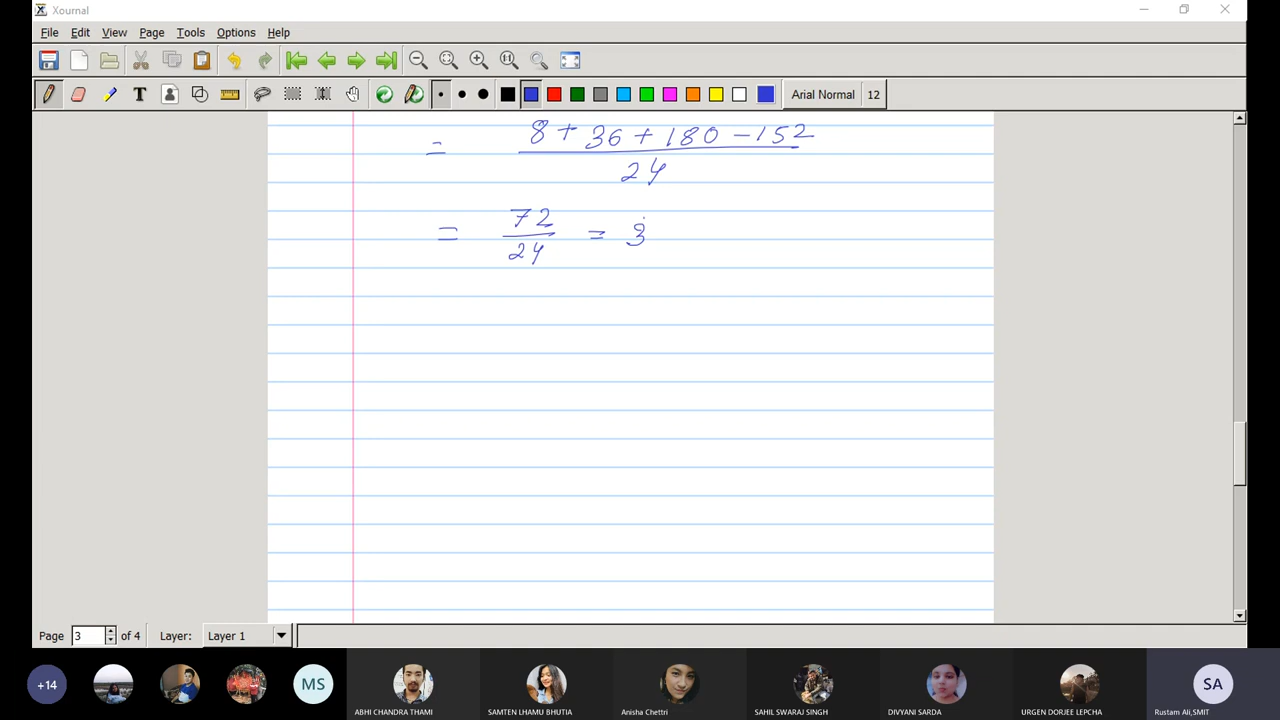 Xournal
File Edit View Page Tools Options Help
T Arial Normal 12
= 8 + 36 + 180 - 152
24
= 72 = 3
24
Page 3 of 4 Layer: Layer 1
+14 MS SA
ABHI CHANDRA THAMI SAMTEN LHAMU BHUTIA Anisha Chettri SAHIL SWARAJ SINGH DIVYANI SARDA URGEN DORJEE LEPCHA Rustam Ali,SMIT